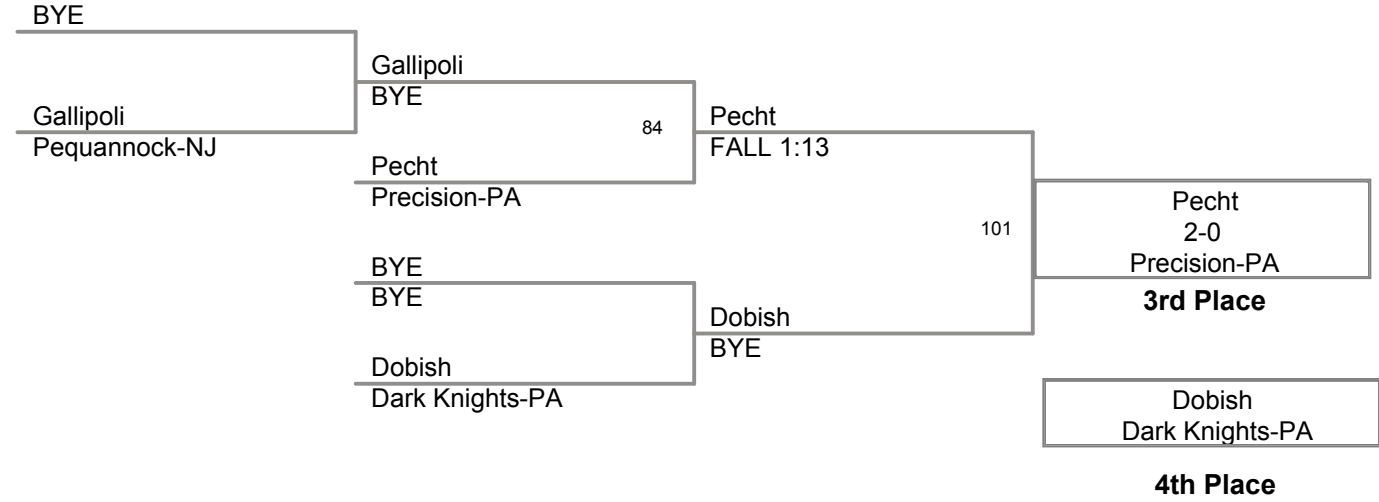 BYE
Gallipoli
Pequannock-NJ
Gallipoli
BYE
84
Pecht
Precision-PA
BYE
BYE
Dobish
Dark Knights-PA
Pecht
FALL 1:13
101
Dobish
BYE
Pecht
2-0
Precision-PA
3rd Place
Dobish
Dark Knights-PA
4th Place